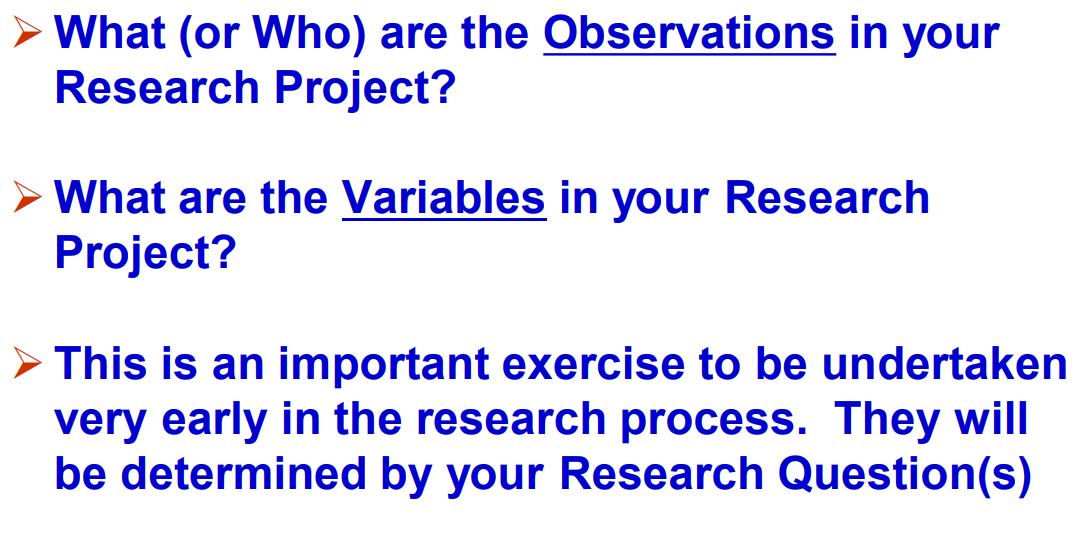 What (or Who) are the Observations in your
Research Project?
What are the Variables in your Research
Project?
This is an important exercise to be undertaken
very early in the research process.  They will
be determined by your Research Question(s)